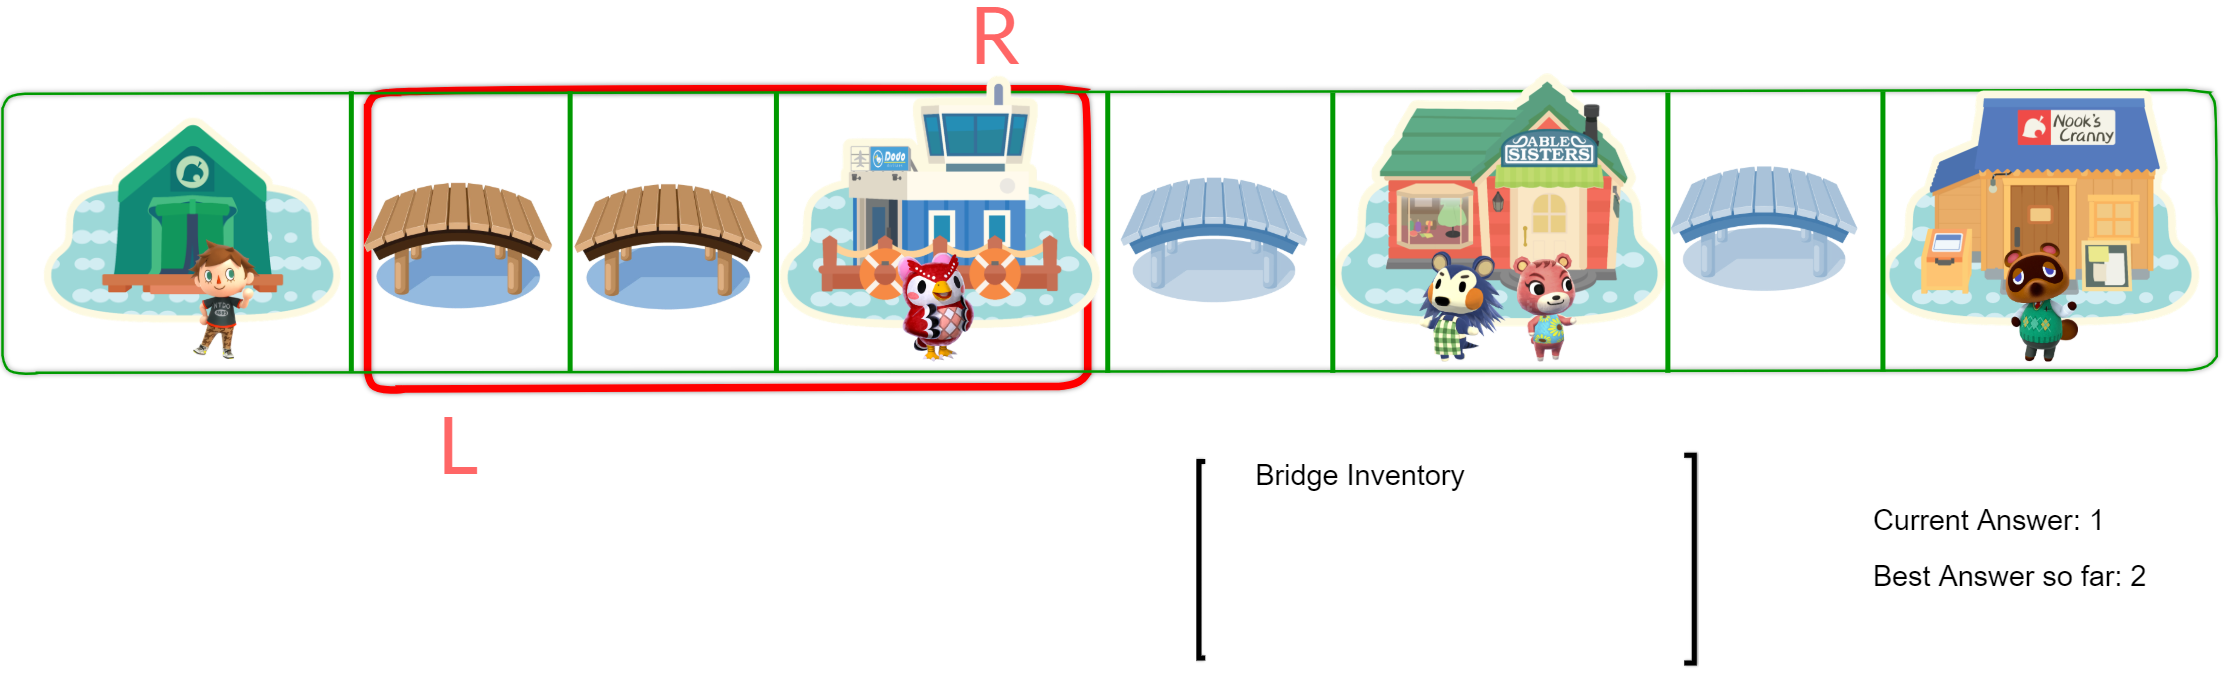 R
Dodo
ABLE
SISTERS
Nook's
Cranny
L
Bridge Inventory
Current Answer: 1
Best Answer so far: 2